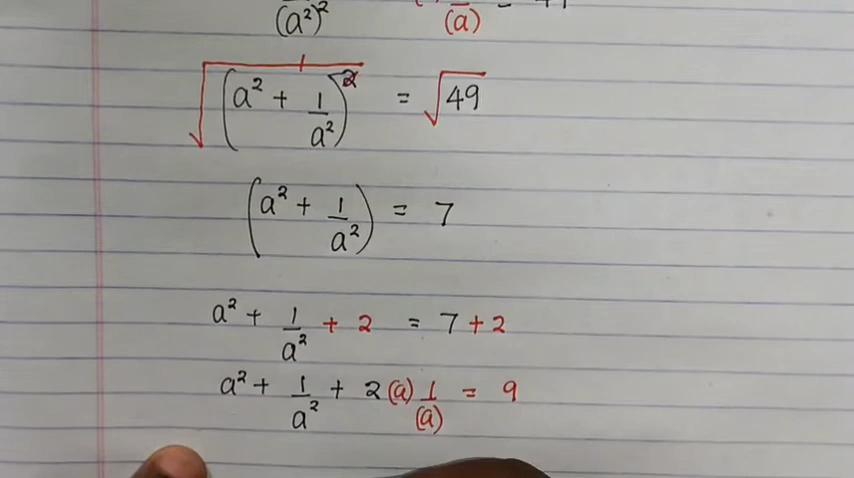 (a²)² (a)
√(a² + 1/a²)² = √49
(a² + 1/a²) = 7
a² + 1/a² + 2 = 7 + 2
a² + 1/a² + 2 (a) 1/(a) = 9